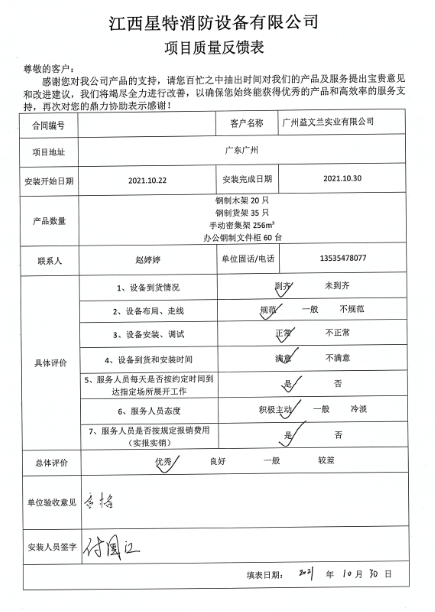 江西星特消防设备有限公司
项目质量反馈表
尊敬的客户：
感谢您对我公司产品的支持，请您百忙之中抽出时间对我们的产品及服务提出宝贵意见
和改进建议，我们将竭尽全力进行改善，以确保您始终能获得优秀的产品和高效率的服务支
持，再次对您的鼎力协助表示感谢！
合同编号 客户名称 广州益文兰实业有限公司
项目地址 广东广州
安装开始日期 2021.10.22 安装完成日期 2021.10.30
产品数量
钢制木架 20 只
钢制货架 35 只
手动密集架 256m³
办公钢制文件柜 60 台
联系人 赵婷婷 单位固话/电话 13535478077
具体评价
1、设备到货情况 到齐 未到齐
2、设备布局、走线 规范 一般 不规范
3、设备安装、调试 正常 不正常
4、设备到货和安装时间 满意 不满意
5、服务人员每天是否按约定时间到
达指定场所展开工作 是 否
6、服务人员态度 积极主动 一般 冷淡
7、服务人员是否按规定报销费用
（实报实销） 是 否
总体评价 优秀 良好 一般 较差
单位验收意见 合格
安装人员签字 付国江
填表日期： 2021 年 10 月 30 日